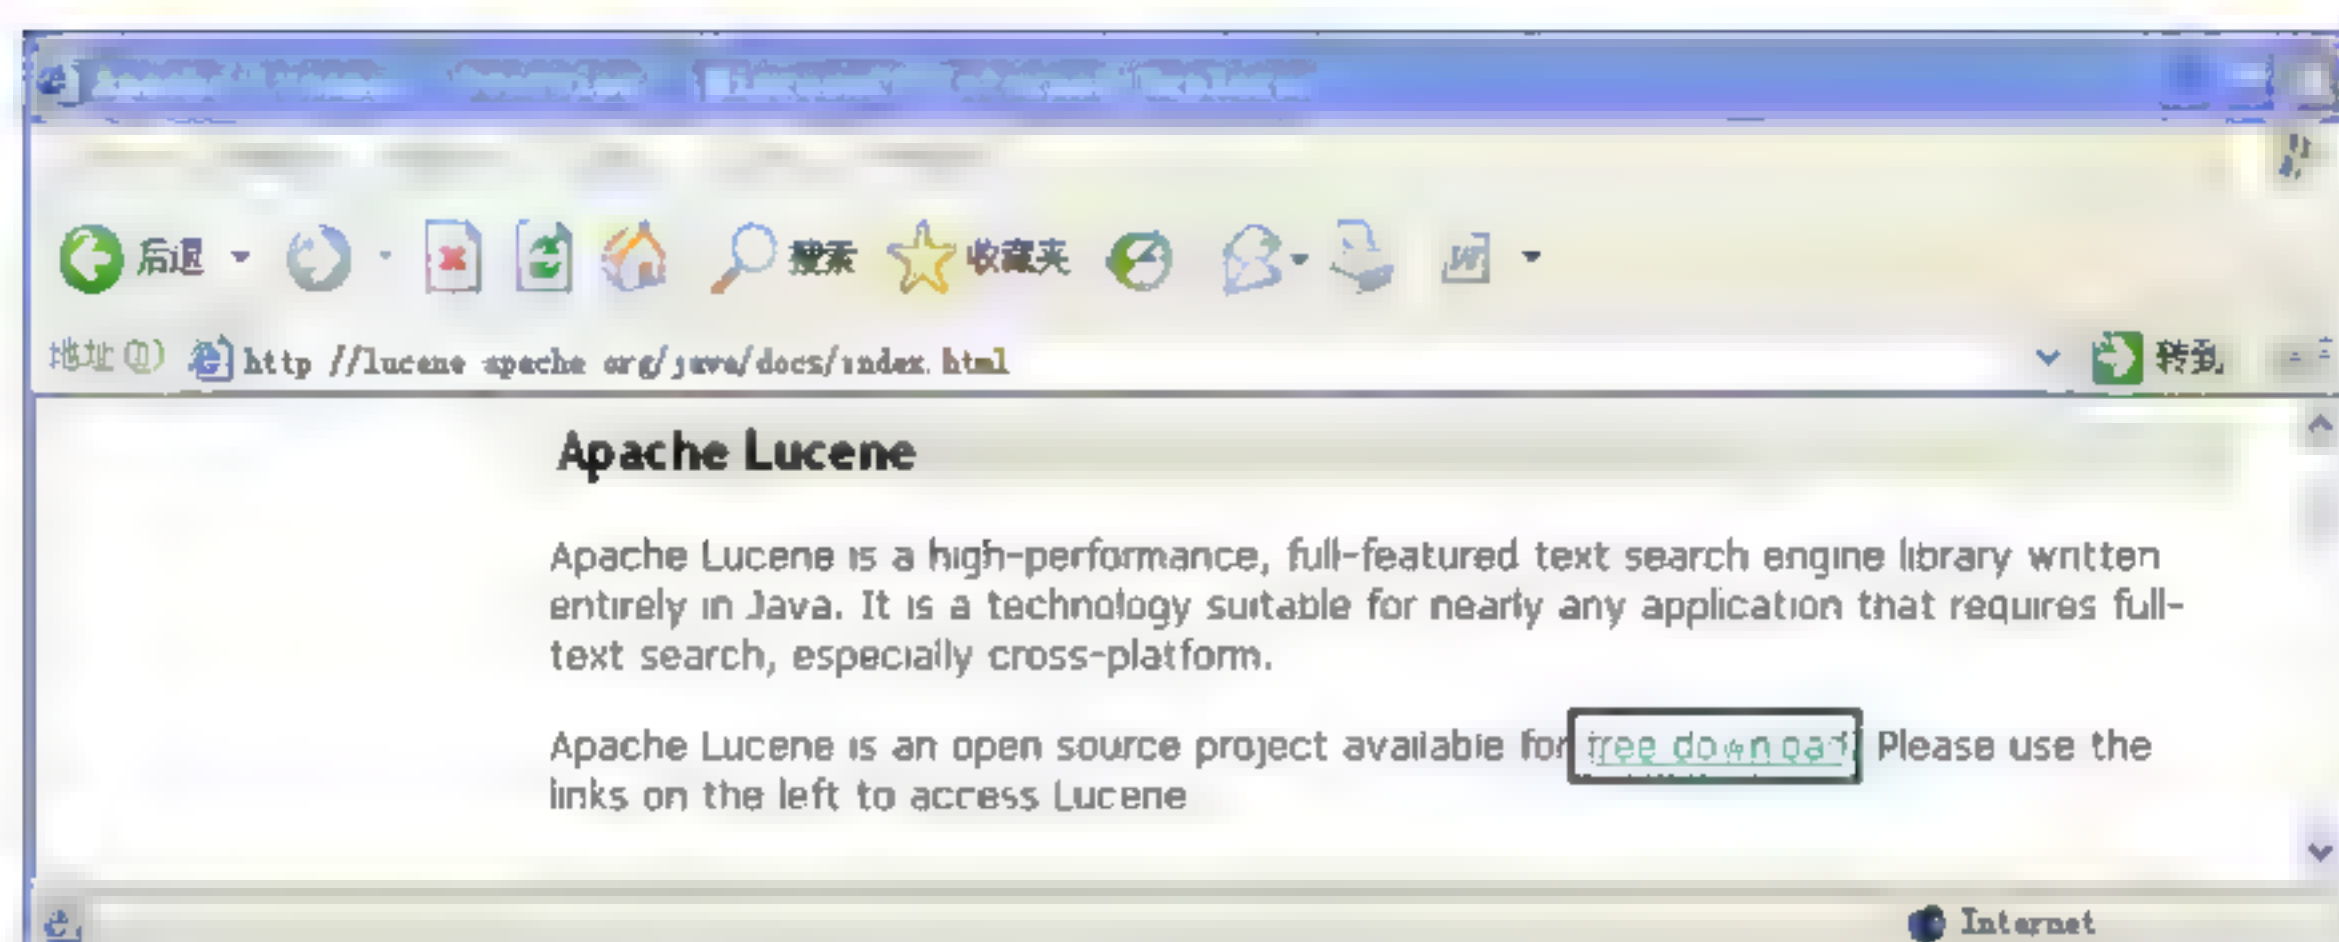 后退 搜索 收藏夹
地址(D) http://lucene.apache.org/java/docs/index.html 转到
Apache Lucene
Apache Lucene is a high-performance, full-featured text search engine library written
entirely in Java. It is a technology suitable for nearly any application that requires full-
text search, especially cross-platform.
Apache Lucene is an open source project available for free download. Please use the
links on the left to access Lucene
Internet